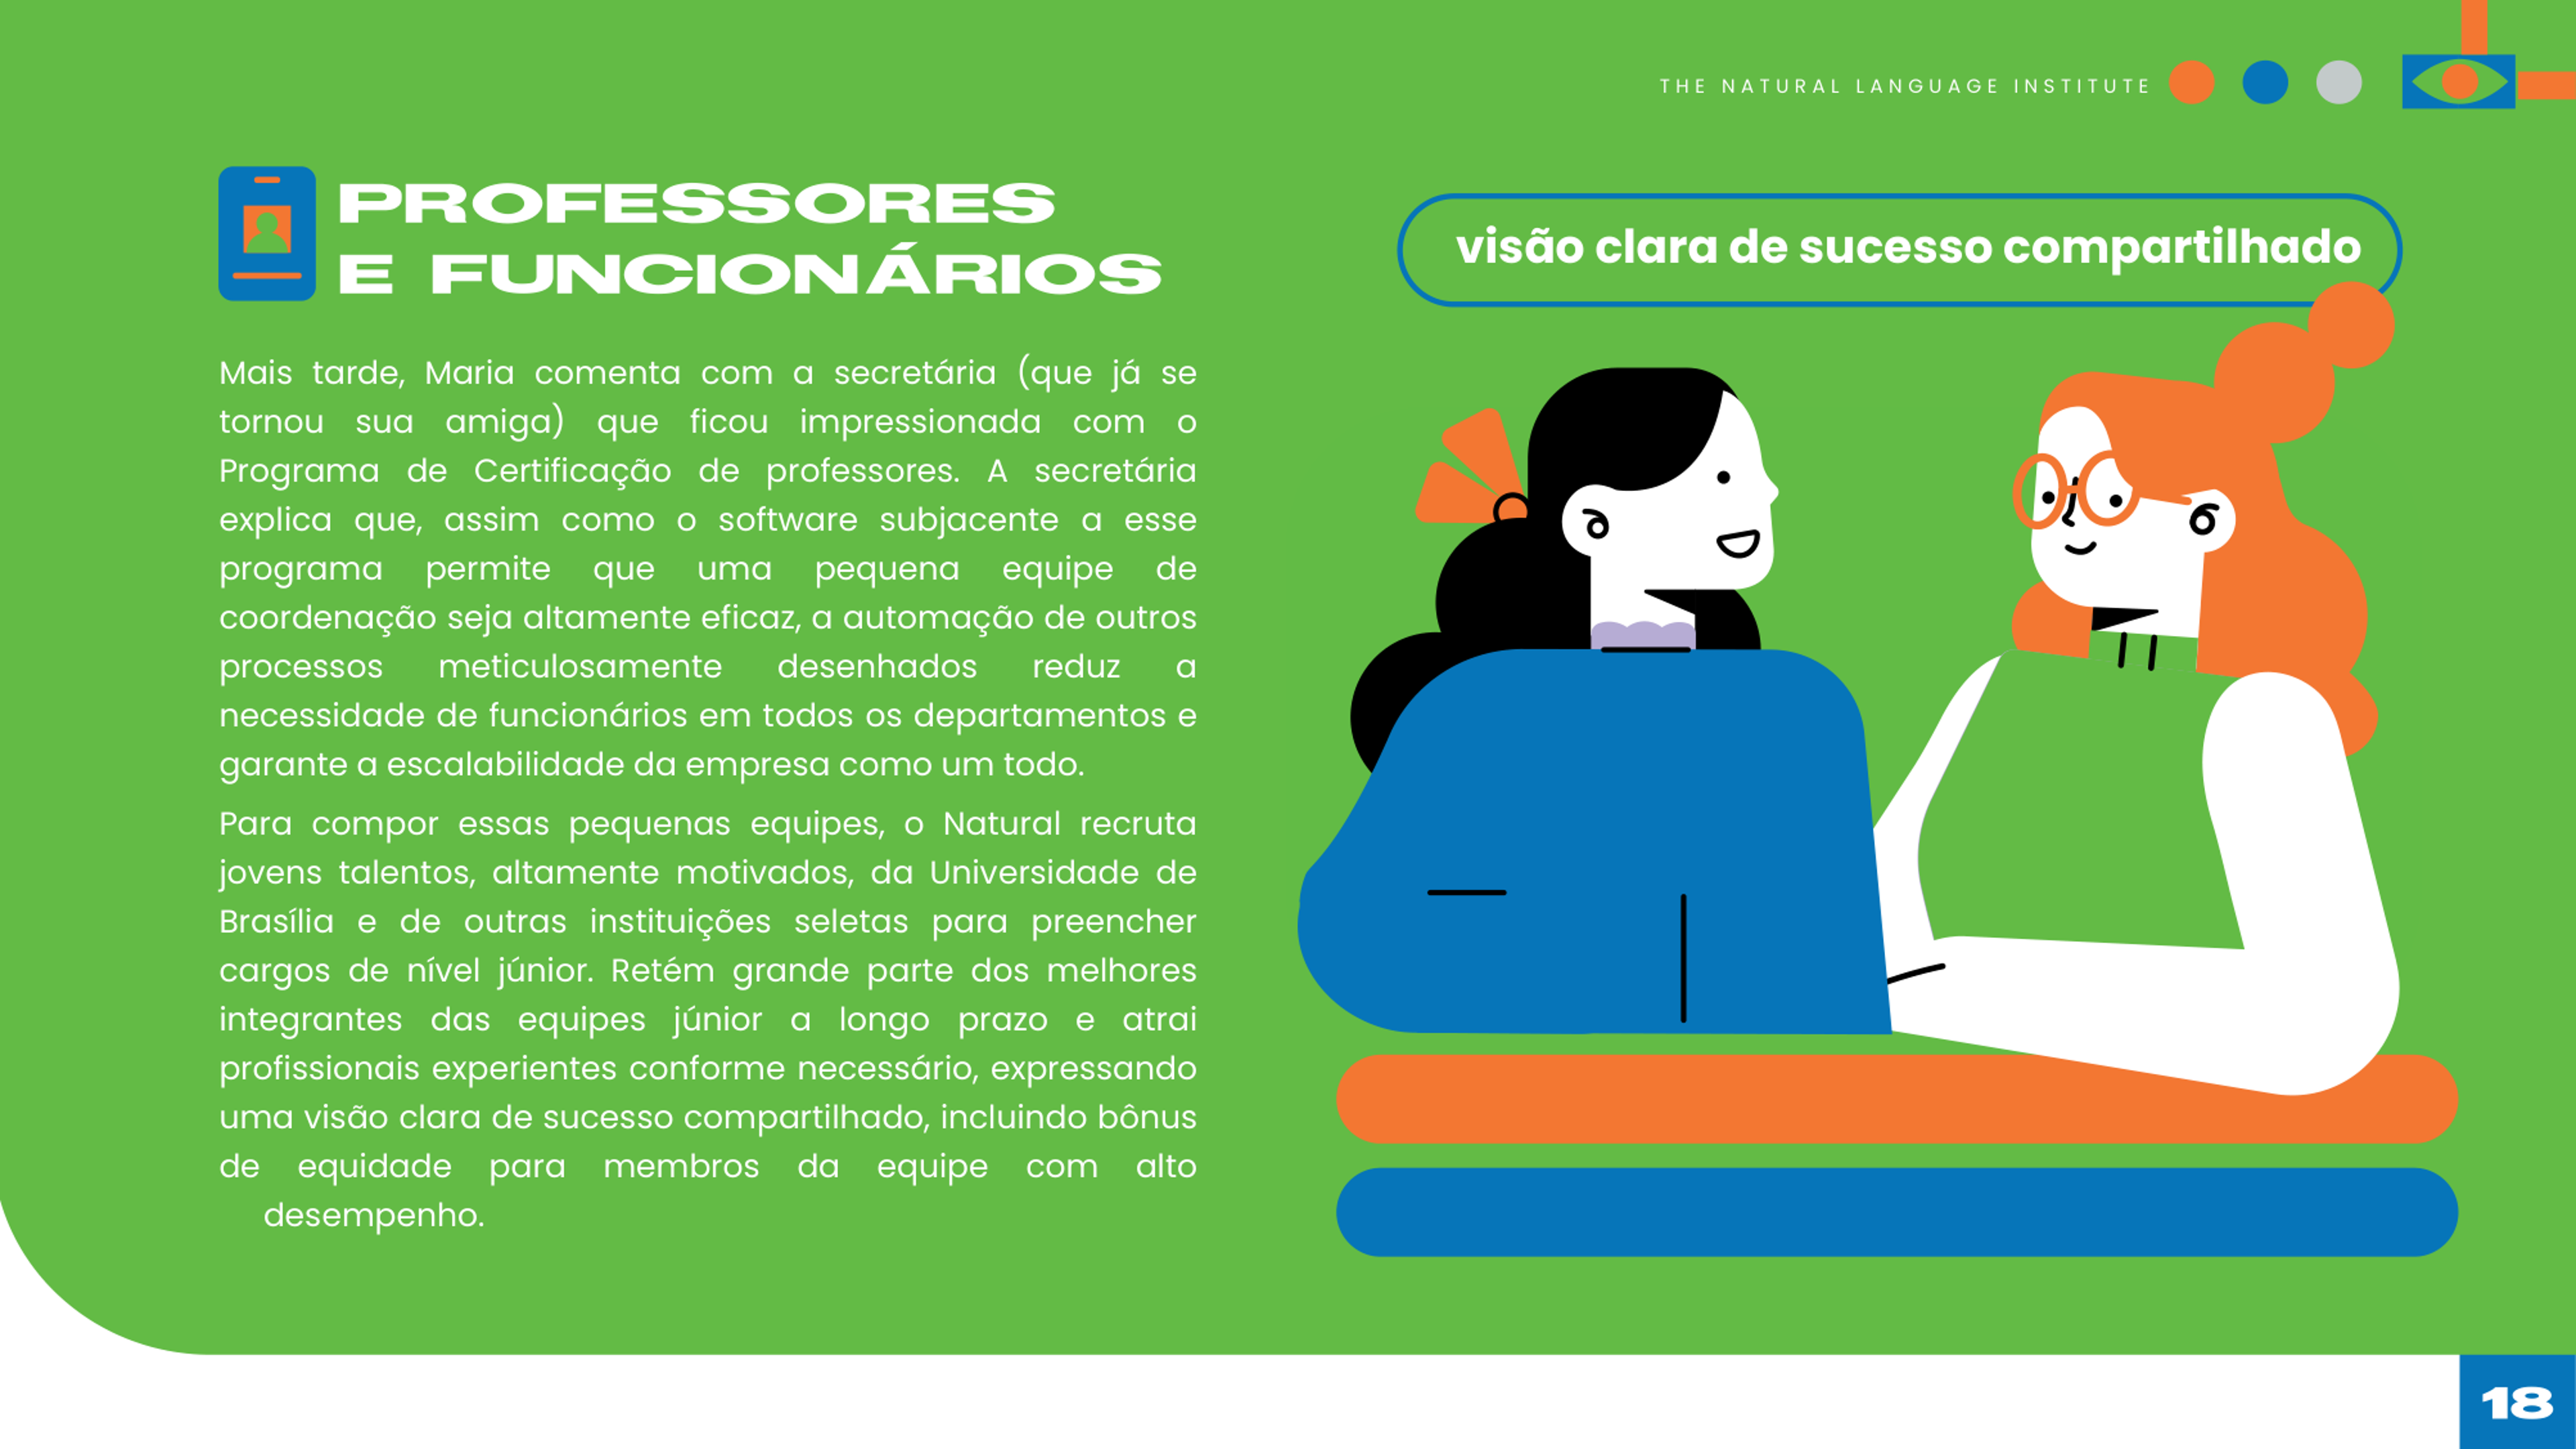 THE NATURAL LANGUAGE INSTITUTE
PROFESSORES
E FUNCIONÁRIOS
Mais tarde, Maria comenta com a secretária (que já se
tornou sua amiga) que ficou impressionada com o
Programa de Certificação de professores. A secretária
explica que, assim como o software subjacente a esse
programa permite que uma pequena equipe de
coordenação seja altamente eficaz, a automação de outros
processos meticulosamente desenhados reduz a
necessidade de funcionários em todos os departamentos e
garante a escalabilidade da empresa como um todo.
Para compor essas pequenas equipes, o Natural recruta
jovens talentos, altamente motivados, da Universidade de
Brasília e de outras instituições seletas para preencher
cargos de nível júnior. Retém grande parte dos melhores
integrantes das equipes júnior a longo prazo e atrai
profissionais experientes conforme necessário, expressando
uma visão clara de sucesso compartilhado, incluindo bônus
de equidade para membros da equipe com alto
desempenho.
visão clara de sucesso compartilhado
18